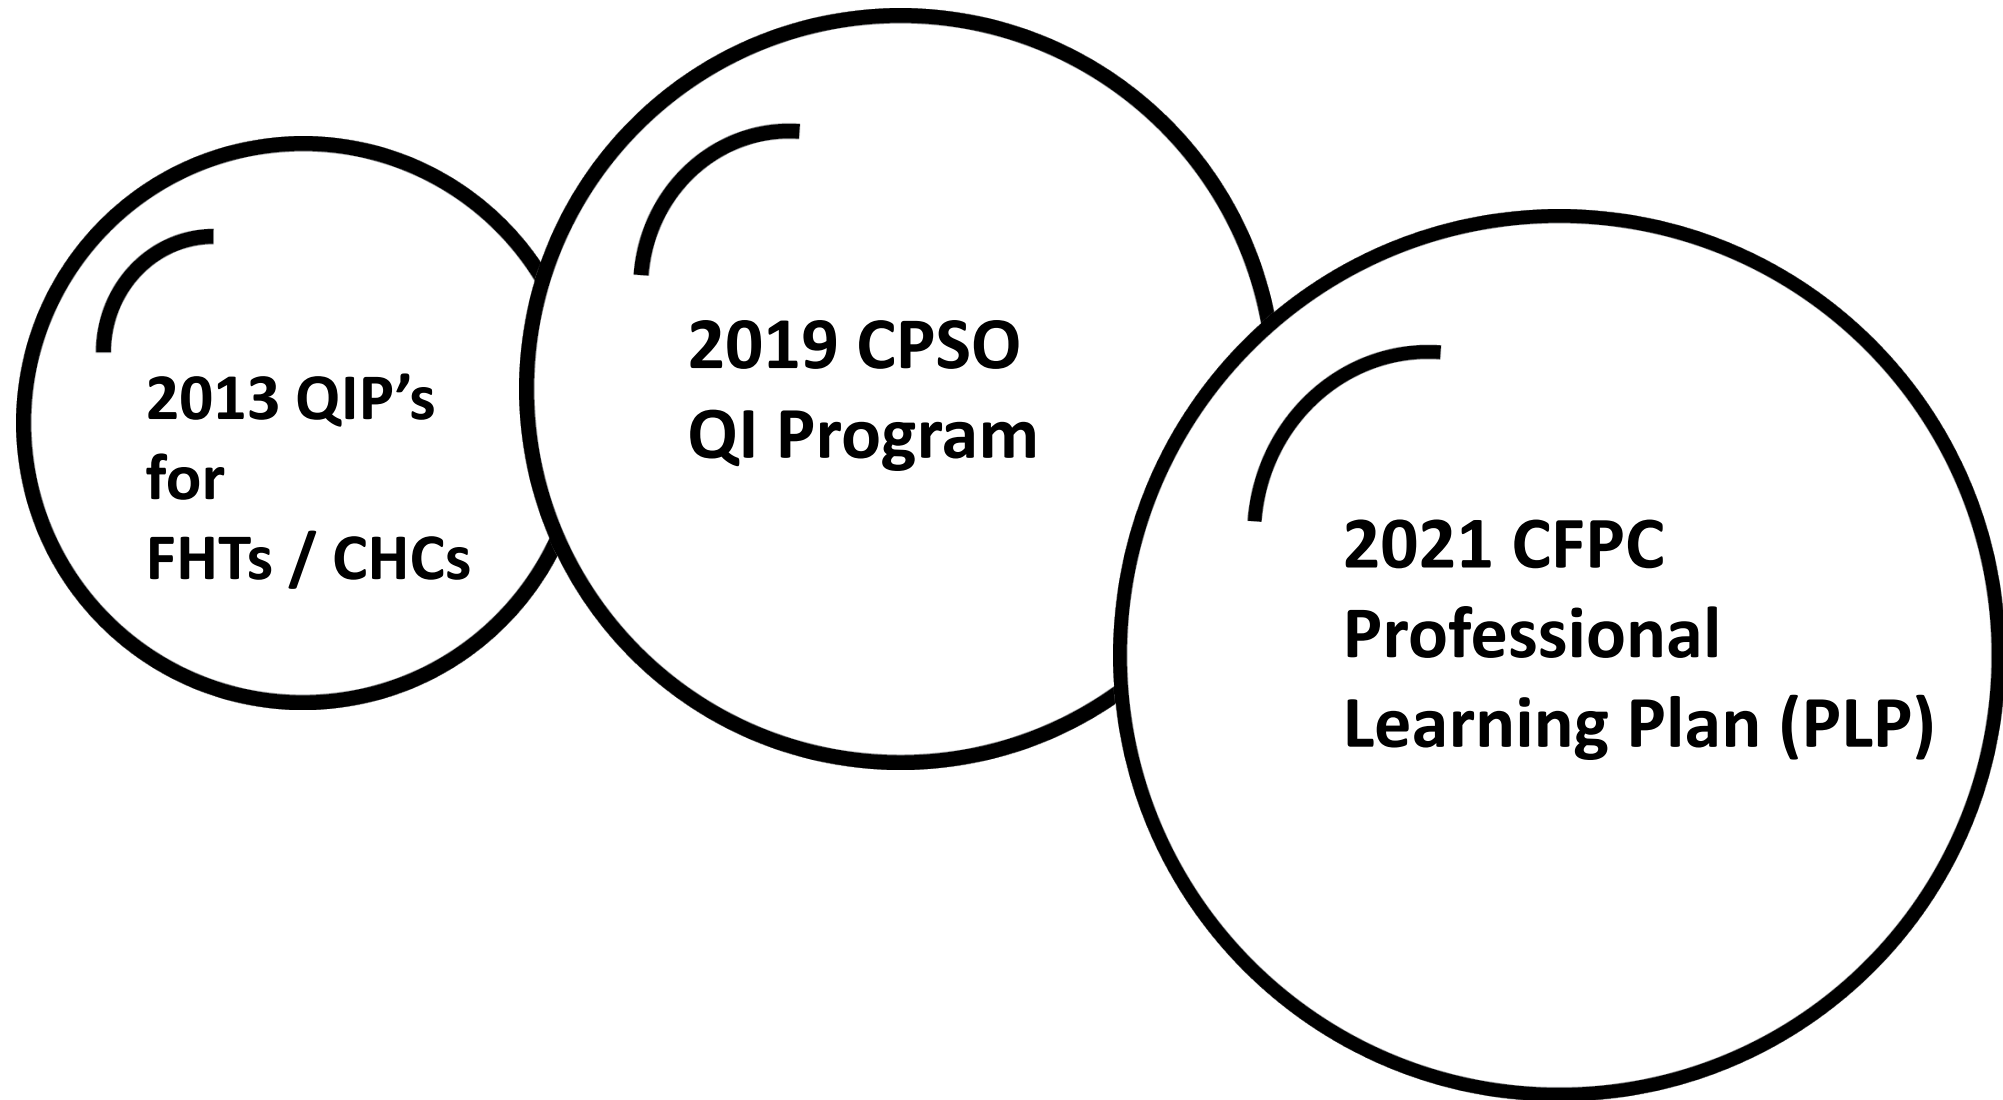 2013 QIP’s
for
FHTs / CHCs
2019 CPSO
QI Program
2021 CFPC
Professional
Learning Plan (PLP)